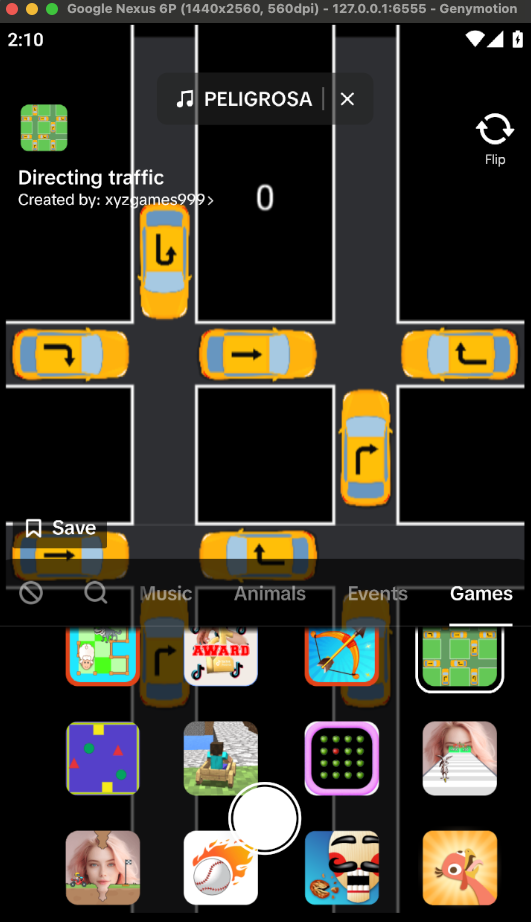 Google Nexus 6P (1440x2560, 560dpi) - 127.0.0.1:6555 - Genymotion
2:10
PELIGROSA
Flip
Directing traffic
Created by: xyzgames999>
0
Save
Music Animals Events Games
AWARD